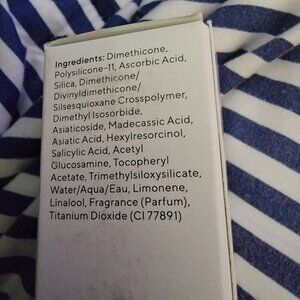 Ingredients: Dimethicone,
Polysilicone-11, Ascorbic Acid,
Silica, Dimethicone/
Divinyldimethicone/
Silsesquioxane Crosspolymer,
Dimethyl Isosorbide,
Asiaticoside, Madecassic Acid,
Asiatic Acid, Hexylresorcinol,
Salicylic Acid, Acetyl
Glucosamine, Tocopheryl
Acetate, Trimethylsiloxysilicate,
Water/Aqua/Eau, Limonene,
Linalool, Fragrance (Parfum),
Titanium Dioxide (CI 77891)